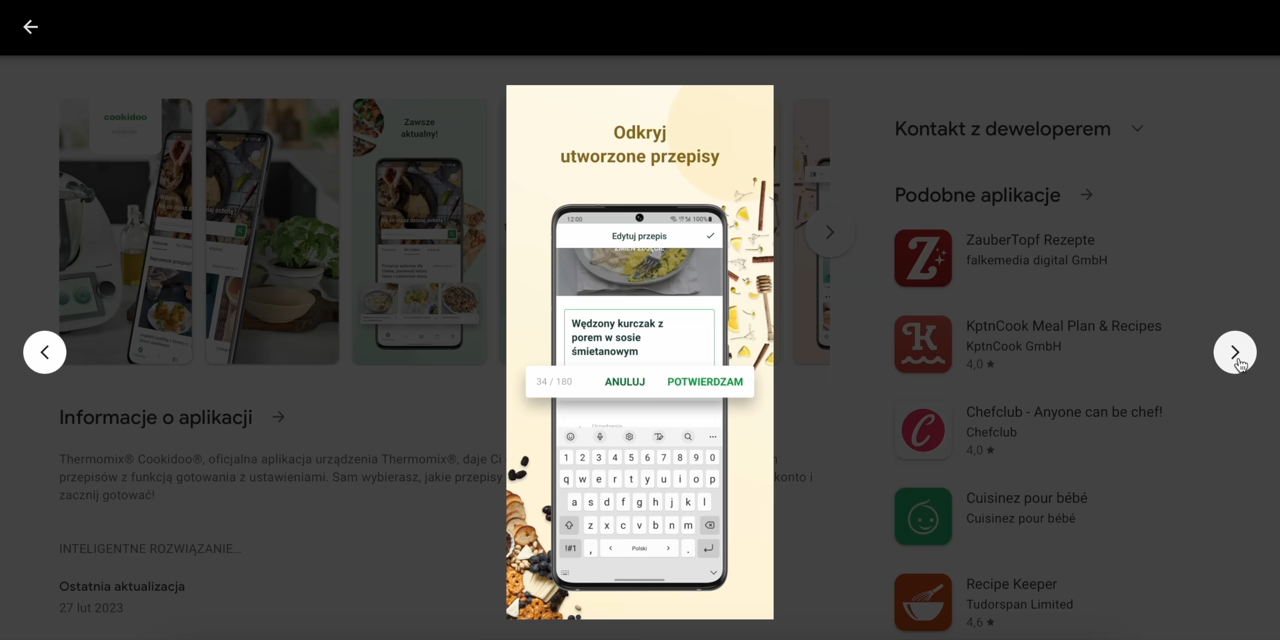 cookidoo
Zawsze
aktualny!
Odkryj
utworzone przepisy
12:00
100%
Edytuj przepis
Wędzony kurczak z
porem w sosie
śmietanowym
34 / 180
ANULUJ
POTWIERDZAM
1 2 3 4 5 6 7 8 9 0
q w e r t y u i o p
a s d f g h j k l
z x c v b n m
!#1 , < Polski > .
Kontakt z deweloperem
Podobne aplikacje
ZauberTopf Rezepte
falkemedia digital GmbH
KptnCook Meal Plan & Recipes
KptnCook GmbH
4,0 ★
Chefclub - Anyone can be chef!
Chefclub
4,0 ★
Cuisinez pour bébé
Cuisinez pour bébé
Recipe Keeper
Tudorspan Limited
4,6 ★
Informacje o aplikacji
Thermomix® Cookidoo®, oficjalna aplikacja urządzenia Thermomix®, daje Ci
przepisów z funkcją gotowania z ustawieniami. Sam wybierasz, jakie przepisy konto i
zacznij gotować!
INTELIGENTNE ROZWIĄZANIE...
Ostatnia aktualizacja
27 lut 2023